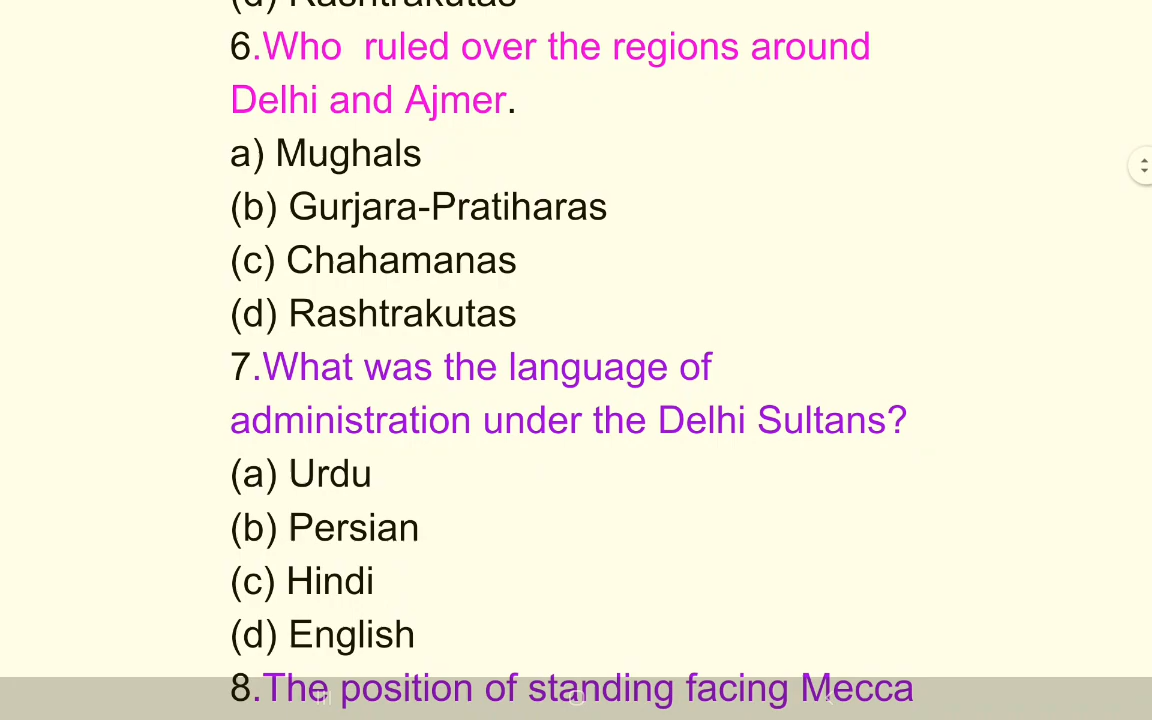 (d) Rashtrakutas
6.Who  ruled over the regions around
Delhi and Ajmer.
a) Mughals
(b) Gurjara-Pratiharas
(c) Chahamanas
(d) Rashtrakutas
7.What was the language of
administration under the Delhi Sultans?
(a) Urdu
(b) Persian
(c) Hindi
(d) English
8.The position of standing facing Mecca